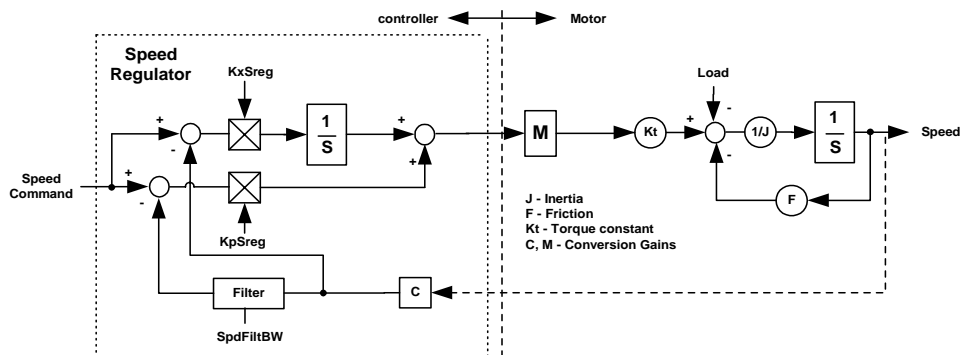 controller
Motor
Speed
Regulator
KxSreg
Load
+
-
1
S
+
+
M
Kt
+
-
-
1/J
1
S
Speed
Speed
Command
+
-
KpSreg
F
J - Inertia
F - Friction
Kt - Torque constant
C, M - Conversion Gains
Filter
C
SpdFiltBW